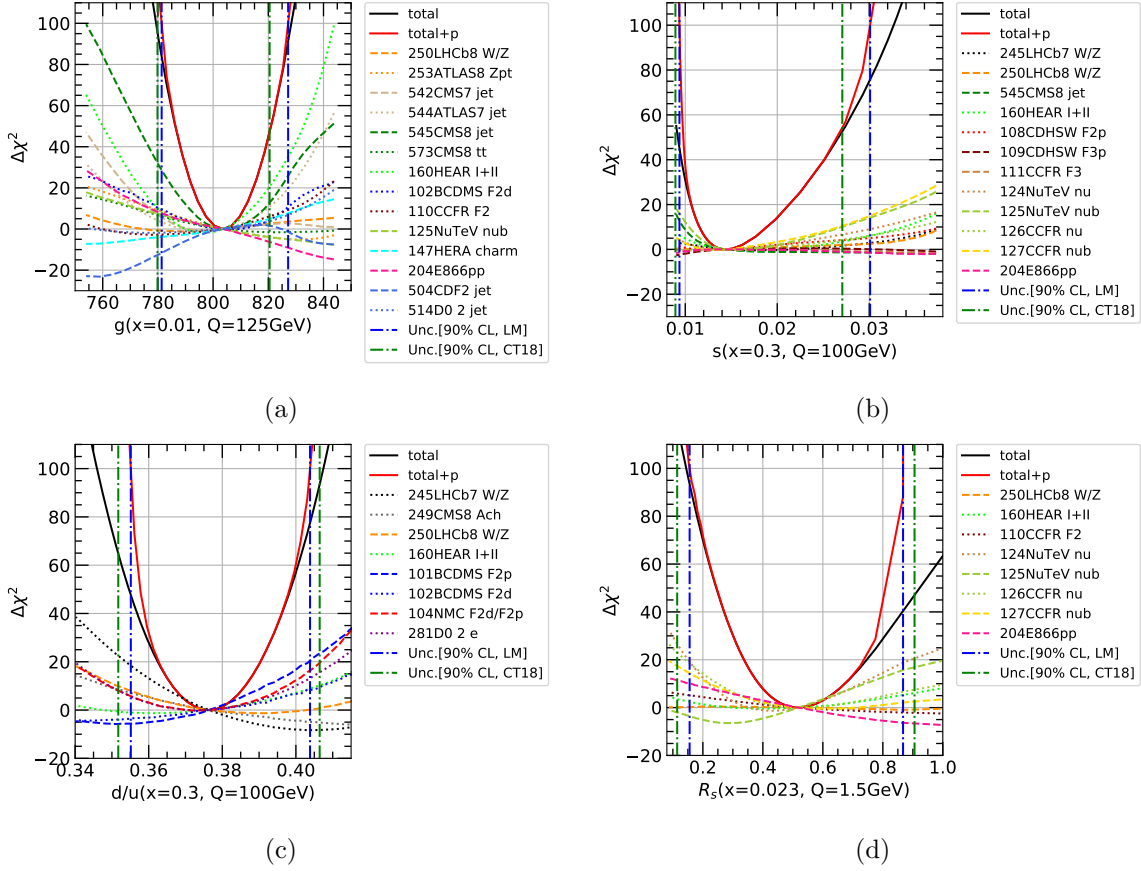 Δχ²
100
80
60
40
20
0
−20
760
780
800
820
840
g(x=0.01, Q=125GeV)
total
total+p
250LHCb8 W/Z
253ATLAS8 Zpt
542CMS7 jet
544ATLAS7 jet
545CMS8 jet
573CMS8 tt
160HEAR I+II
102BCDMS F2d
110CCFR F2
125NuTeV nub
147HERA charm
204E866pp
504CDF2 jet
514D0 2 jet
Unc.[90% CL, LM]
Unc.[90% CL, CT18]
(a)
Δχ²
100
80
60
40
20
0
−20
0.01
0.02
0.03
s(x=0.3, Q=100GeV)
total
total+p
245LHCb7 W/Z
250LHCb8 W/Z
545CMS8 jet
160HEAR I+II
108CDHSW F2p
109CDHSW F3p
111CCFR F3
124NuTeV nu
125NuTeV nub
126CCFR nu
127CCFR nub
204E866pp
Unc.[90% CL, LM]
Unc.[90% CL, CT18]
(b)
Δχ²
100
80
60
40
20
0
−20
0.34
0.36
0.38
0.40
d/u(x=0.3, Q=100GeV)
total
total+p
245LHCb7 W/Z
249CMS8 Ach
250LHCb8 W/Z
160HEAR I+II
101BCDMS F2p
102BCDMS F2d
104NMC F2d/F2p
281D0 2 e
Unc.[90% CL, LM]
Unc.[90% CL, CT18]
(c)
Δχ²
100
80
60
40
20
0
−20
0.2
0.4
0.6
0.8
1.0
Rₛ(x=0.023, Q=1.5GeV)
total
total+p
250LHCb8 W/Z
160HEAR I+II
110CCFR F2
124NuTeV nu
125NuTeV nub
126CCFR nu
127CCFR nub
204E866pp
Unc.[90% CL, LM]
Unc.[90% CL, CT18]
(d)